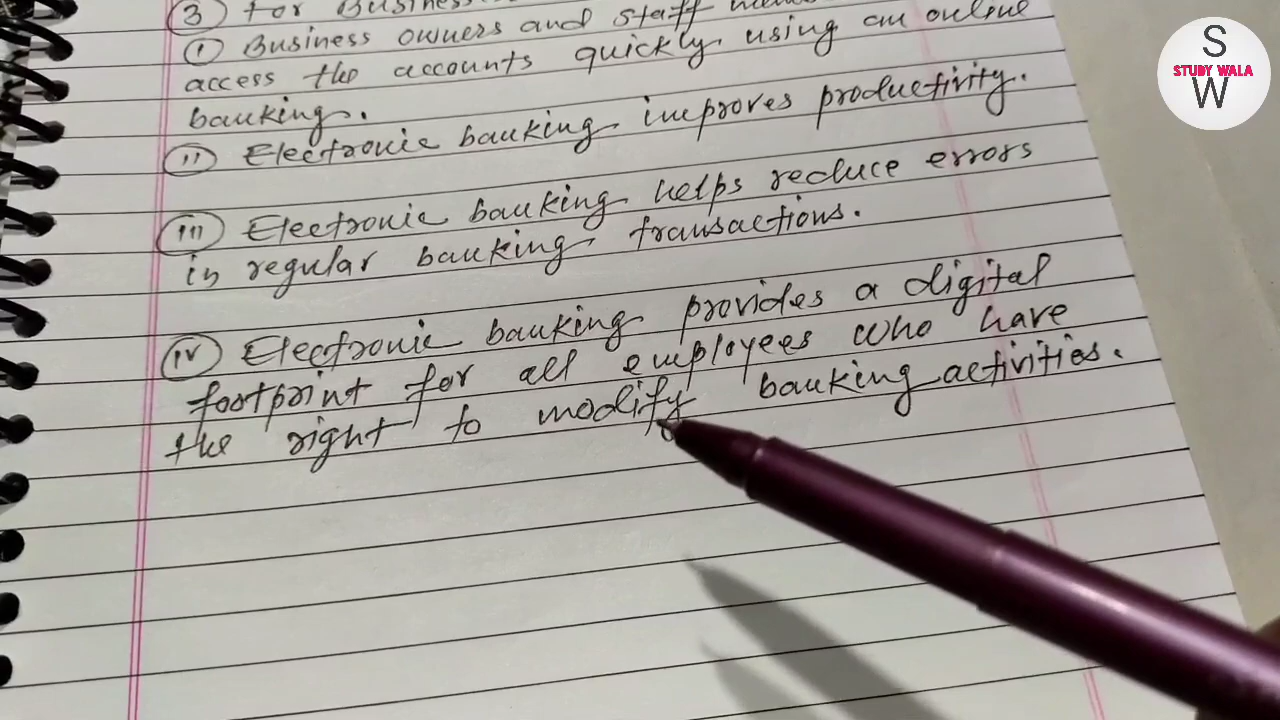 ③ For Business
① Business owners and staff
access the accounts quickly using an online
banking.
(ii) Electronic banking improves productivity.
(iii) Electronic banking helps reduce errors
in regular banking transactions.
(iv) Electronic banking provides a digital
footprint for all employees who have
the right to modify banking activities.
S
STUDY WALA
W